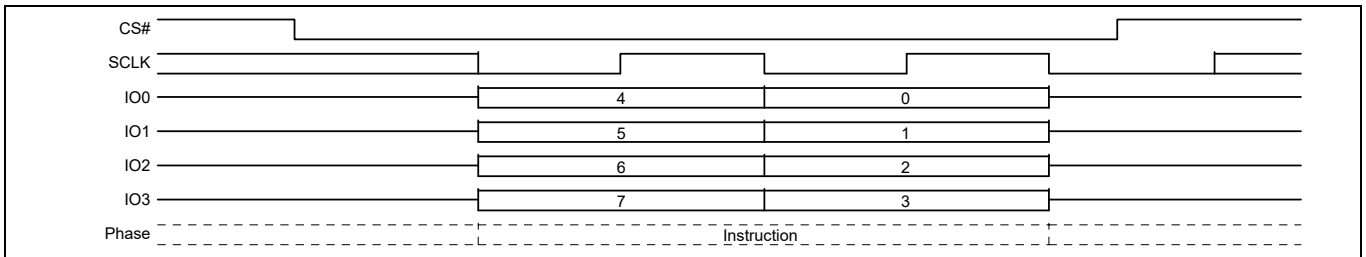 CS#
SCLK
IO0 4 0
IO1 5 1
IO2 6 2
IO3 7 3
Phase Instruction